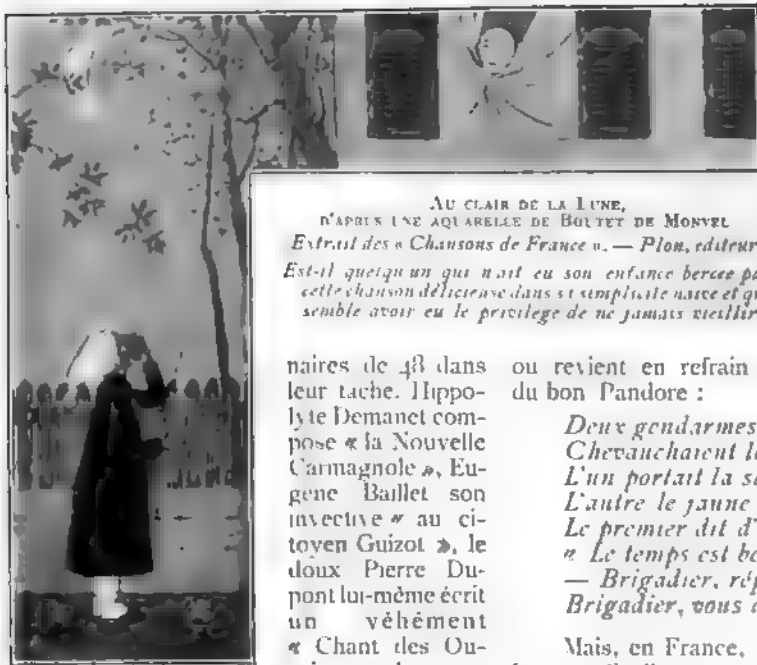 AU CLAIR DE LA LUNE,
D'APRÈS UNE AQUARELLE DE BOUTET DE MONVEL
Extrait des « Chansons de France ». — Plon, éditeur
Est-il quelqu'un qui n'ait eu son enfance bercée pa
cette chanson délicieuse dans sa simplicité naïve et qu
semble avoir eu le privilège de ne jamais vieillir
naires de 48 dans
leur tache. Hippo-
lyte Demanet com-
pose « la Nouvelle
Carmagnole », Eu-
gene Baillet son
invective « au ci-
toyen Guizot », le
doux Pierre Du-
pont lui-même écrit
un véhément
« Chant des Ou-
ou revient en refrain
du bon Pandore :
Deux gendarmes
Chevauchaient l
L'un portait la s
L'autre le jaune
Le premier dit d'
« Le temps est be
— Brigadier, rép
Brigadier, vous
Mais, en France,